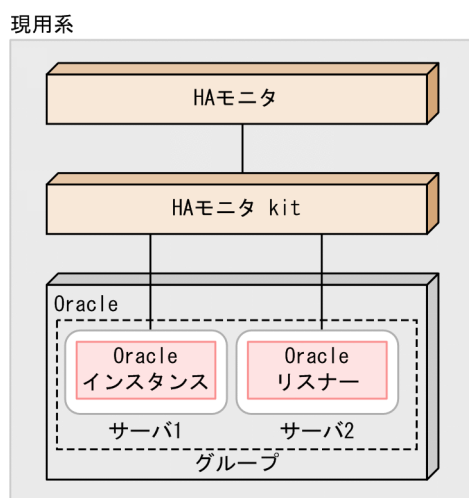 現用系
HAモニタ
HAモニタ kit
Oracle
Oracle
インスタンス
Oracle
リスナー
サーバ1
サーバ2
グループ